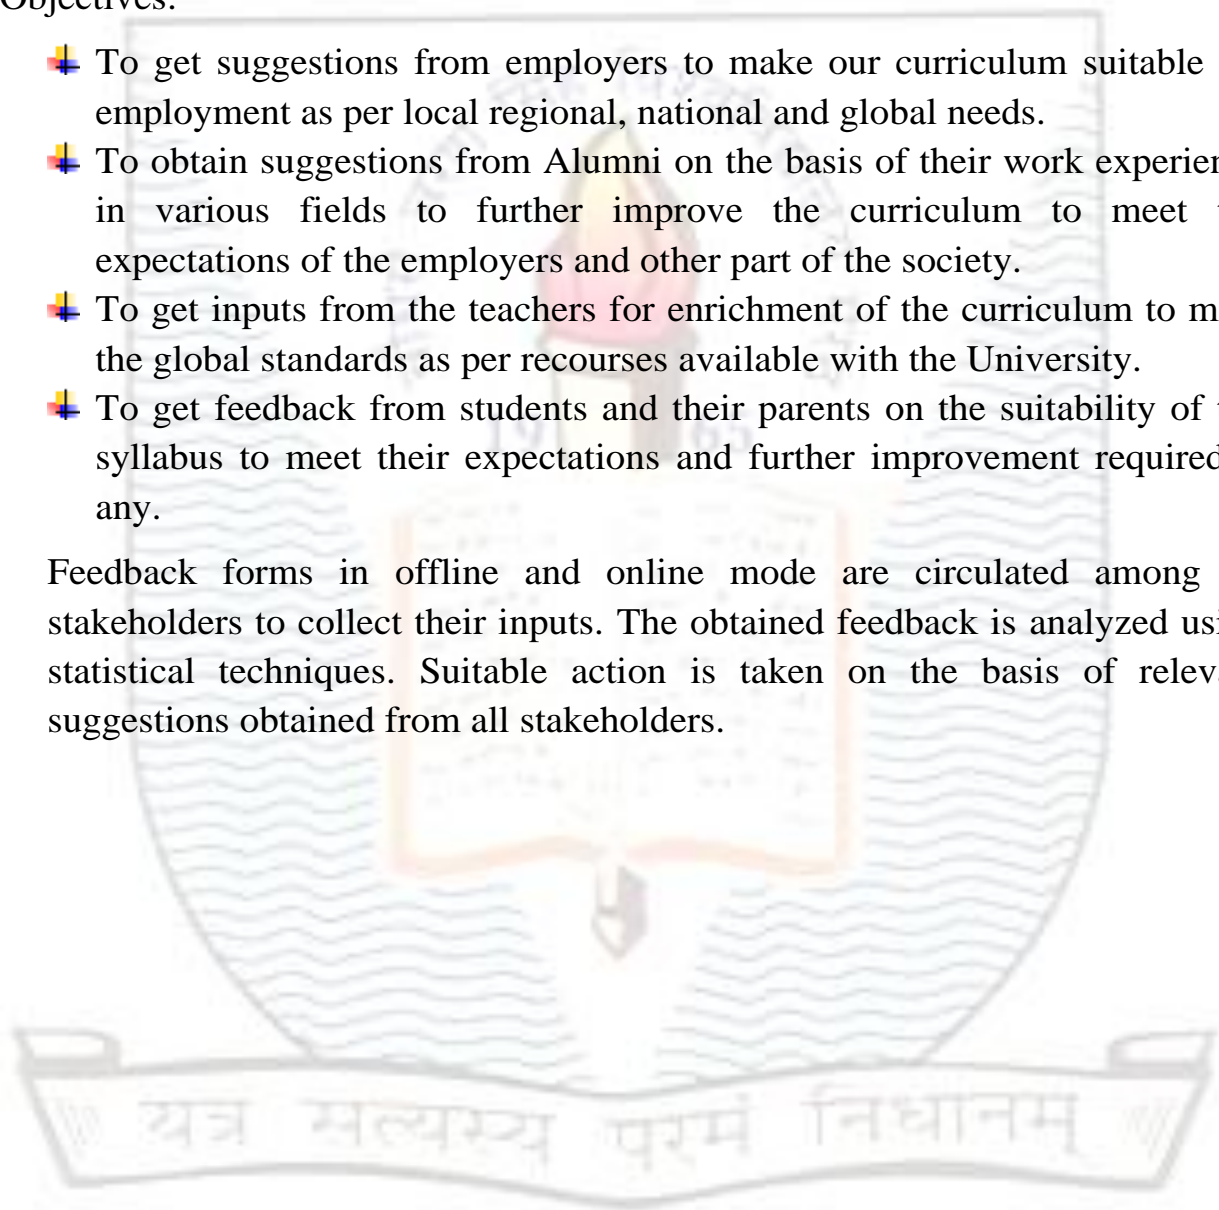 Objectives:
To get suggestions from employers to make our curriculum suitable
employment as per local regional, national and global needs.
To obtain suggestions from Alumni on the basis of their work experien
in various fields to further improve the curriculum to meet t
expectations of the employers and other part of the society.
To get inputs from the teachers for enrichment of the curriculum to m
the global standards as per recourses available with the University.
To get feedback from students and their parents on the suitability of t
syllabus to meet their expectations and further improvement required
any.
Feedback forms in offline and online mode are circulated among
stakeholders to collect their inputs. The obtained feedback is analyzed usi
statistical techniques. Suitable action is taken on the basis of releva
suggestions obtained from all stakeholders.
यत्र सत्यस्य परमं निधानम्